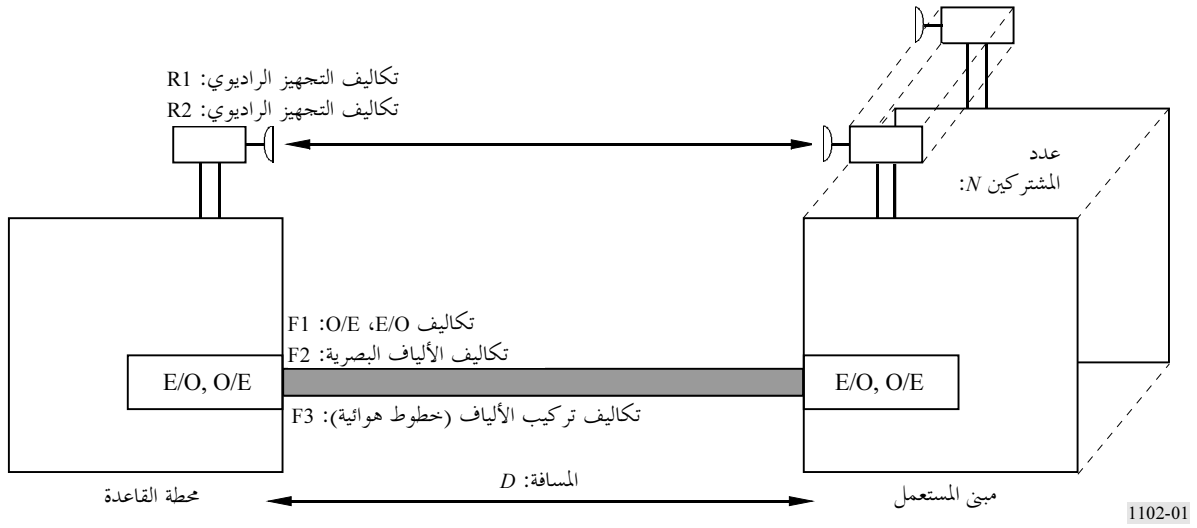 تكاليف التجهيز الراديوي: R1
تكاليف التجهيز الراديوي: R2
عدد
المشتركين N:
تكاليف E/O، O/E: F1
تكاليف الألياف البصرية: F2
E/O, O/E
E/O, O/E
تكاليف تركيب الألياف (خطوط هوائية): F3
المسافة: D
محطة القاعدة
مبنى المستعمل
1102-01